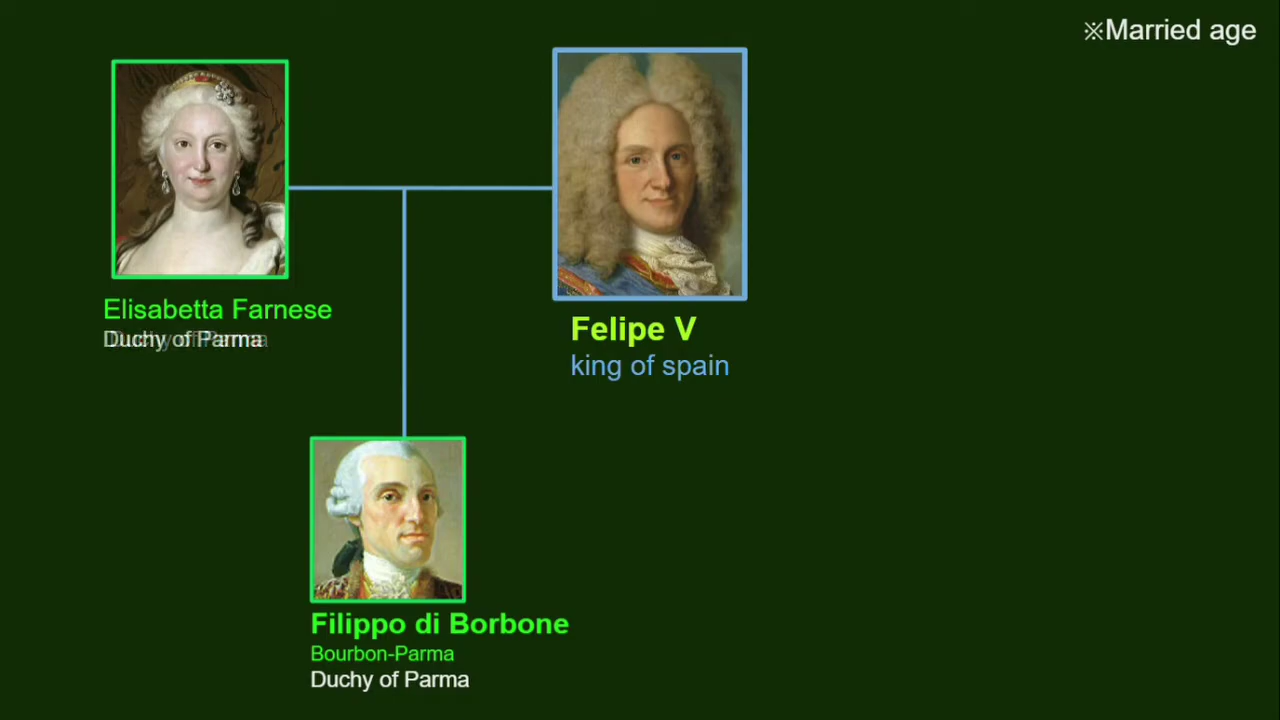 ※Married age
Elisabetta Farnese
Duchy of Parma
Felipe V
king of spain
Filippo di Borbone
Bourbon-Parma
Duchy of Parma